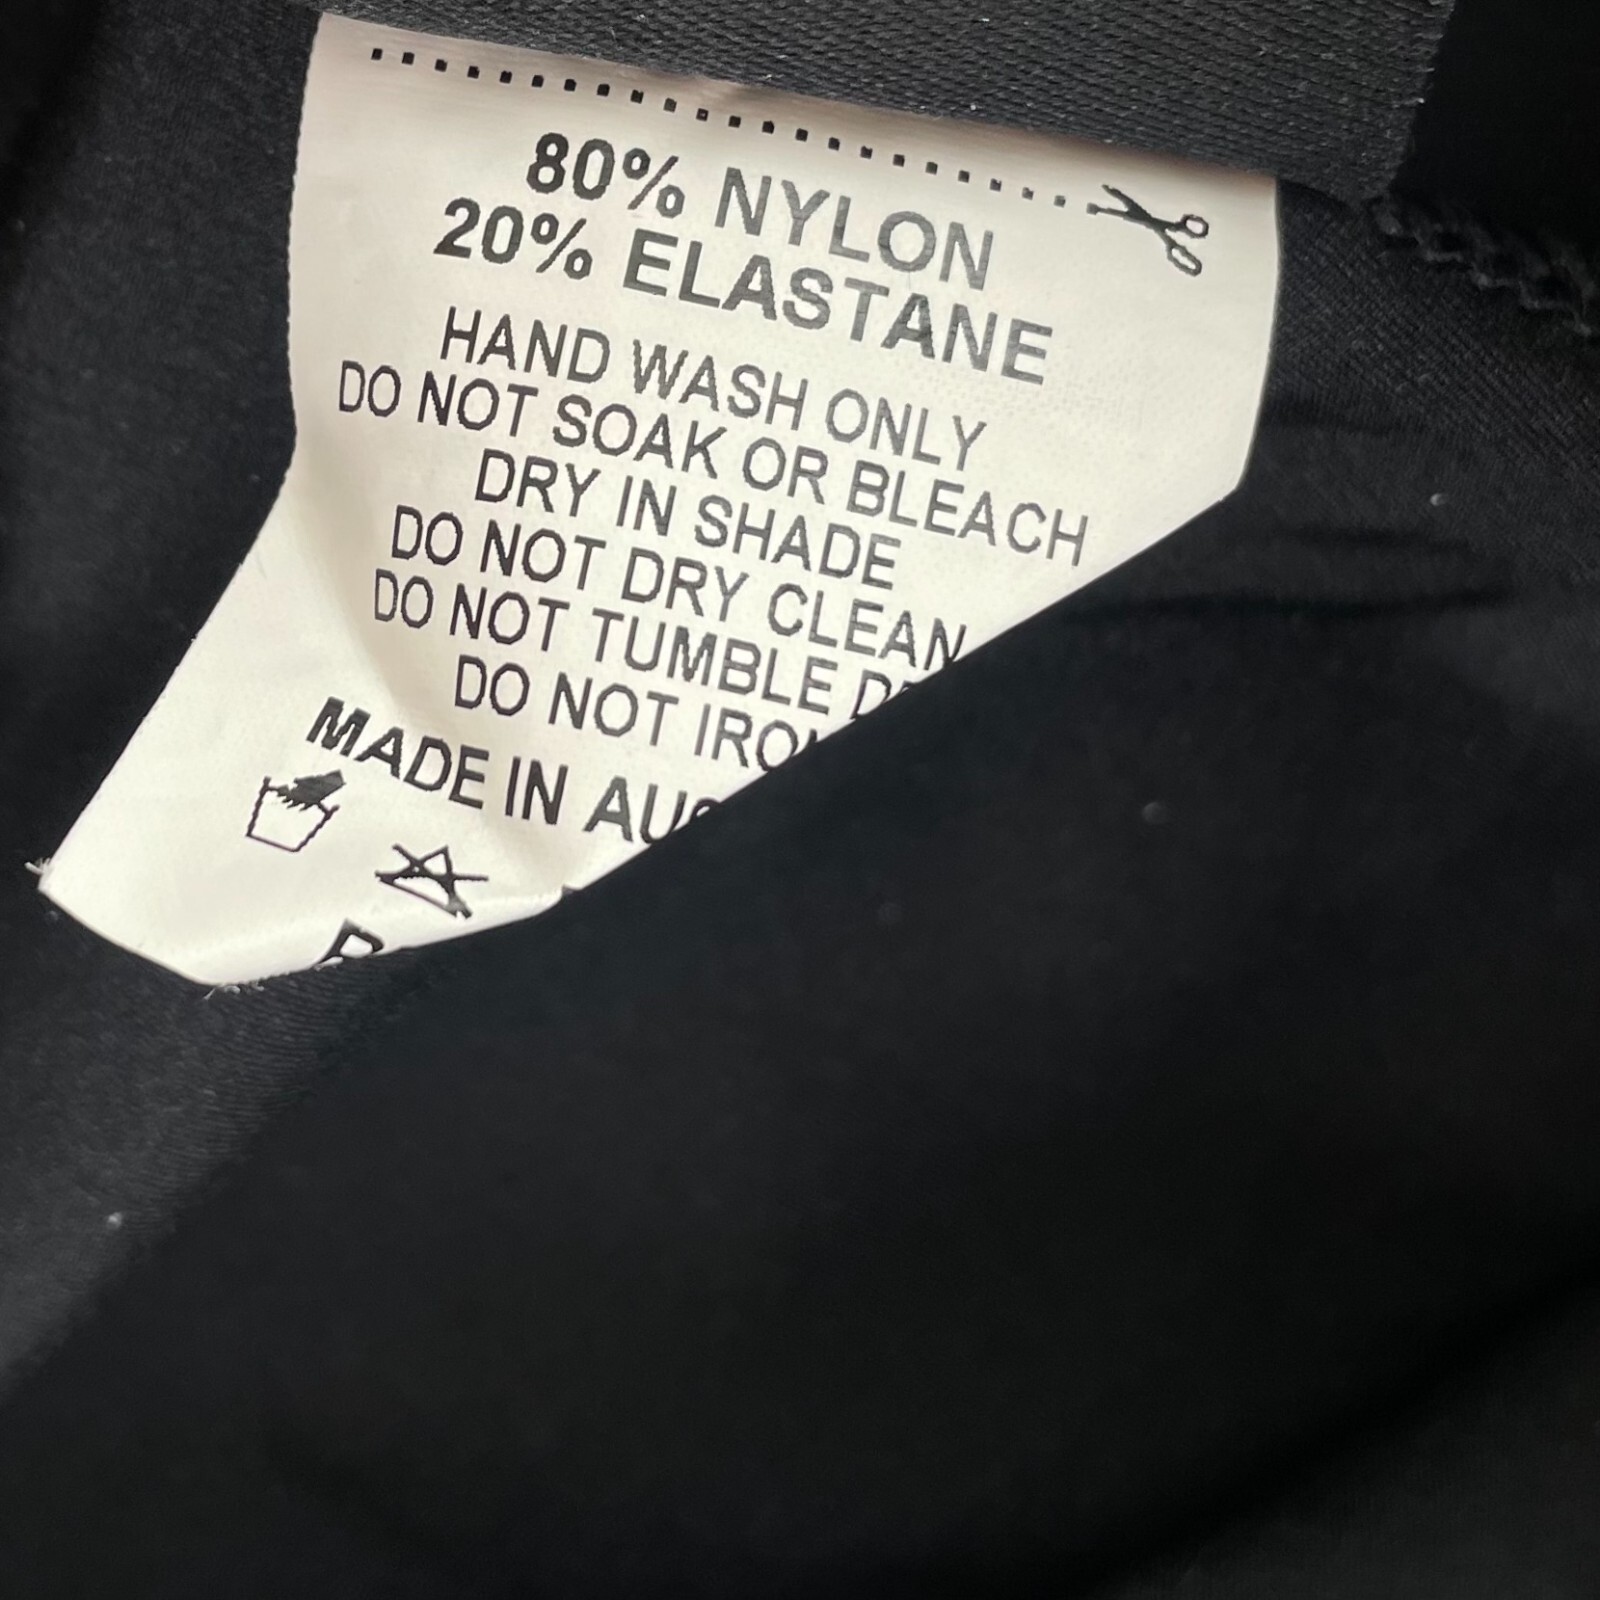 80% NYLON
20% ELASTANE
HAND WASH ONLY
DO NOT SOAK OR BLEACH
DRY IN SHADE
DO NOT DRY CLEAN
DO NOT TUMBLE
DO NOT IRON
MADE IN